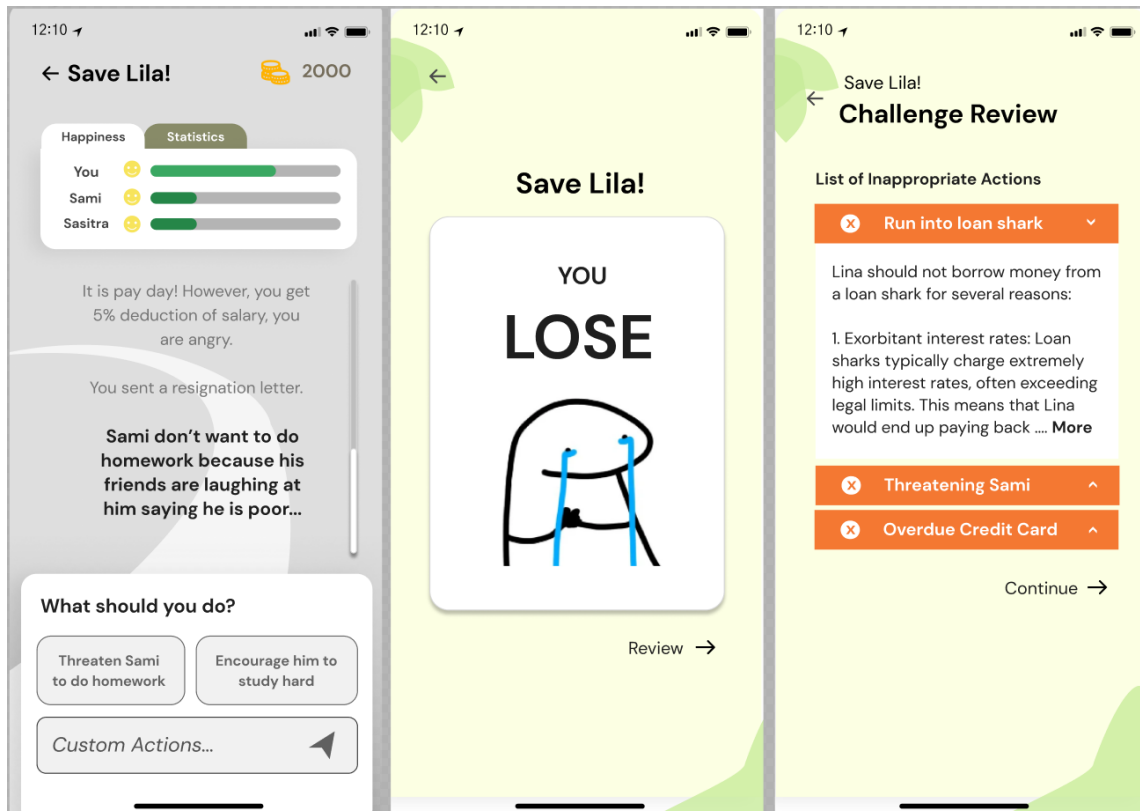 12:10
← Save Lila!
2000
Happiness
Statistics
You
Sami
Sasitra
It is pay day! However, you get
5% deduction of salary, you
are angry.
You sent a resignation letter.
Sami don't want to do
homework because his
friends are laughing at
him saying he is poor...
What should you do?
Threaten Sami
to do homework
Encourage him to
study hard
Custom Actions...
12:10
←
Save Lila!
YOU
LOSE
Review →
12:10
←
Save Lila!
Challenge Review
List of Inappropriate Actions
X Run into loan shark
Lina should not borrow money from
a loan shark for several reasons:
1. Exorbitant interest rates: Loan
sharks typically charge extremely
high interest rates, often exceeding
legal limits. This means that Lina
would end up paying back .... More
X Threatening Sami
X Overdue Credit Card
Continue →